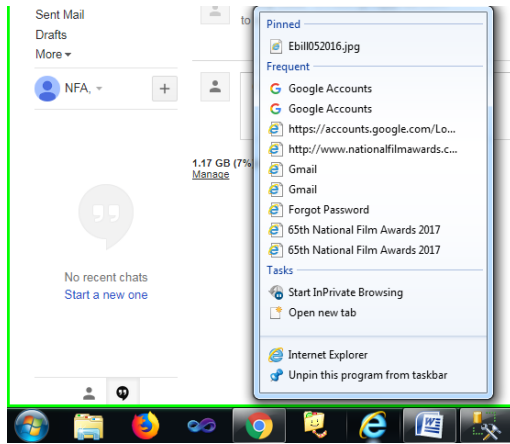 Sent Mail
Drafts
More
NFA,
+
to
1.17 GB (7%
Manage
No recent chats
Start a new one
Pinned
Ebill052016.jpg
Frequent
Google Accounts
Google Accounts
https://accounts.google.com/Lo...
http://www.nationalfilmawards.c...
Gmail
Gmail
Forgot Password
65th National Film Awards 2017
65th National Film Awards 2017
Tasks
Start InPrivate Browsing
Open new tab
Internet Explorer
Unpin this program from taskbar